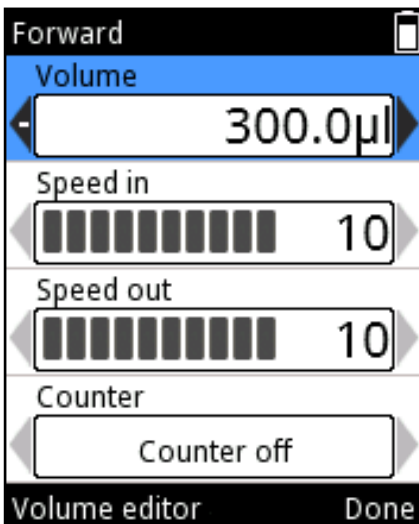 Forward
Volume
- 300.0µl
Speed in
10
Speed out
10
Counter
Counter off
Volume editor Done